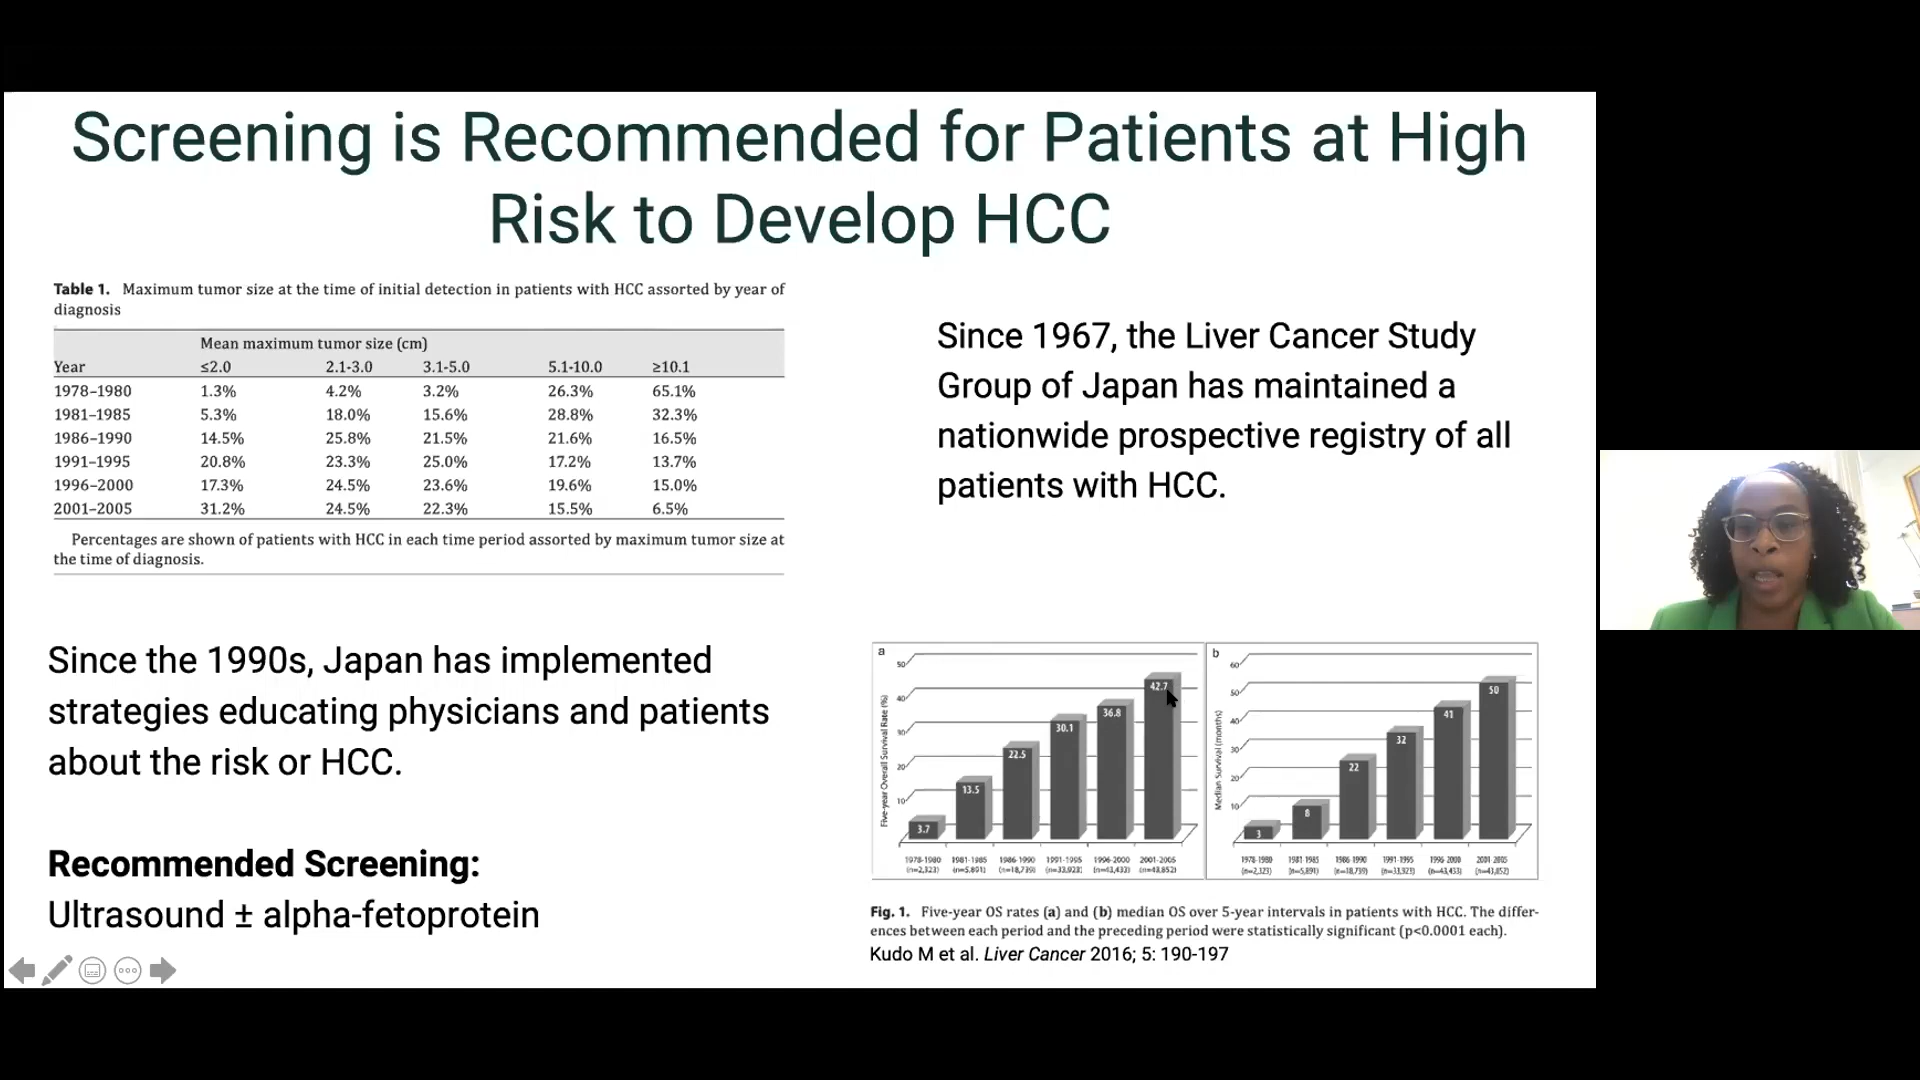 Screening is Recommended for Patients at High
Risk to Develop HCC
Table 1. Maximum tumor size at the time of initial detection in patients with HCC assorted by year of
diagnosis
Mean maximum tumor size (cm)
Year ≤2.0 2.1-3.0 3.1-5.0 5.1-10.0 ≥10.1
1978–1980 1.3% 4.2% 3.2% 26.3% 65.1%
1981–1985 5.3% 18.0% 15.6% 28.8% 32.3%
1986–1990 14.5% 25.8% 21.5% 21.6% 16.5%
1991–1995 20.8% 23.3% 25.0% 17.2% 13.7%
1996–2000 17.3% 24.5% 23.6% 19.6% 15.0%
2001–2005 31.2% 24.5% 22.3% 15.5% 6.5%
Percentages are shown of patients with HCC in each time period assorted by maximum tumor size at
the time of diagnosis.
Since 1967, the Liver Cancer Study
Group of Japan has maintained a
nationwide prospective registry of all
patients with HCC.
Since the 1990s, Japan has implemented
strategies educating physicians and patients
about the risk or HCC.
Recommended Screening:
Ultrasound ± alpha-fetoprotein
a
Five-year Overall Survival Rate (%)
50
40
30
20
10
3.7 13.5 22.5 30.1 36.8 42.7
1978-1980 1981-1985 1986-1990 1991-1995 1996-2000 2001-2005
(n=2,323) (n=5,891) (n=18,739) (n=33,923) (n=43,433) (n=43,852)
b
Median Survival (months)
60
50
40
30
20
10
3 8 22 32 41 50
1978-1980 1981-1985 1986-1990 1991-1995 1996-2000 2001-2005
(n=2,323) (n=5,891) (n=18,739) (n=33,923) (n=43,433) (n=43,852)
Fig. 1. Five-year OS rates (a) and (b) median OS over 5-year intervals in patients with HCC. The differ-
ences between each period and the preceding period were statistically significant (p<0.0001 each).
Kudo M et al. Liver Cancer 2016; 5: 190-197